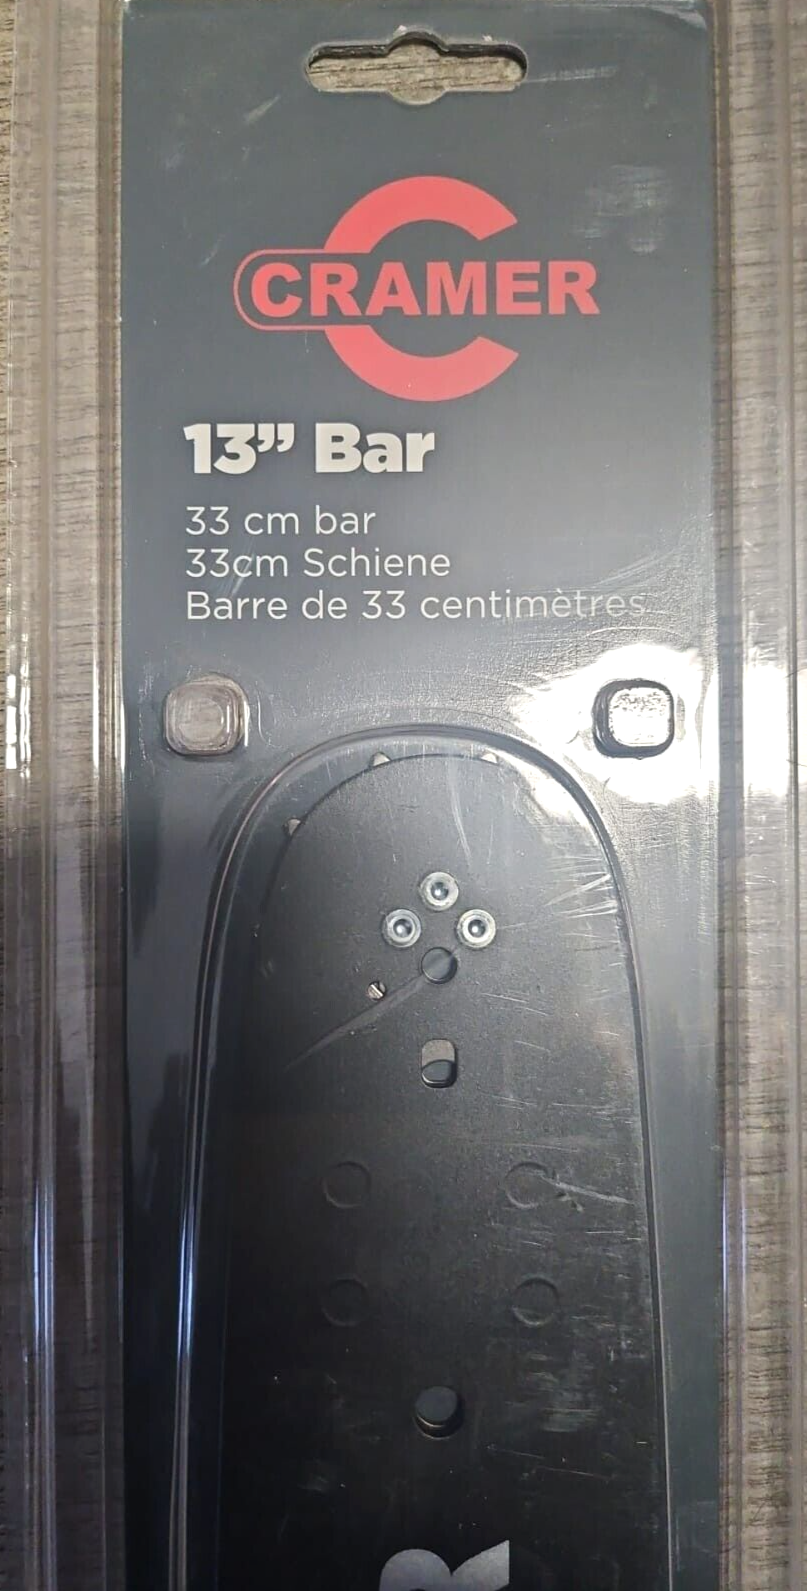 CRAMER
13” Bar
33 cm bar
33cm Schiene
Barre de 33 centimètres
R